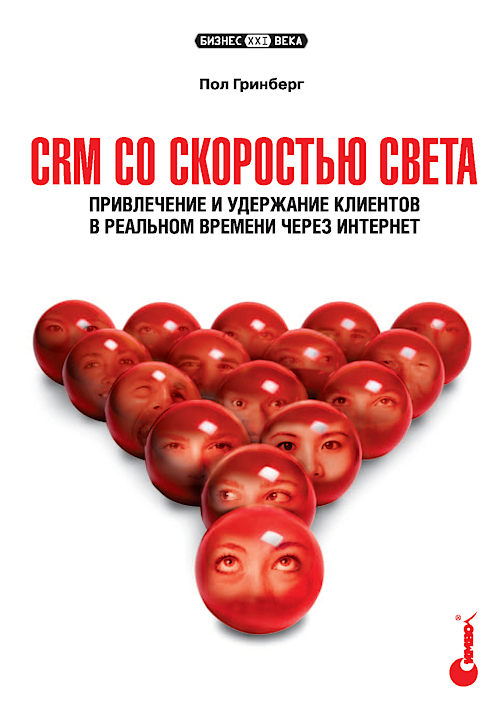 БИЗНЕС XXI ВЕКА
Пол Гринберг
CRM СО СКОРОСТЬЮ СВЕТА
ПРИВЛЕЧЕНИЕ И УДЕРЖАНИЕ КЛИЕНТОВ
В РЕАЛЬНОМ ВРЕМЕНИ ЧЕРЕЗ ИНТЕРНЕТ
®
СИМВОЛ